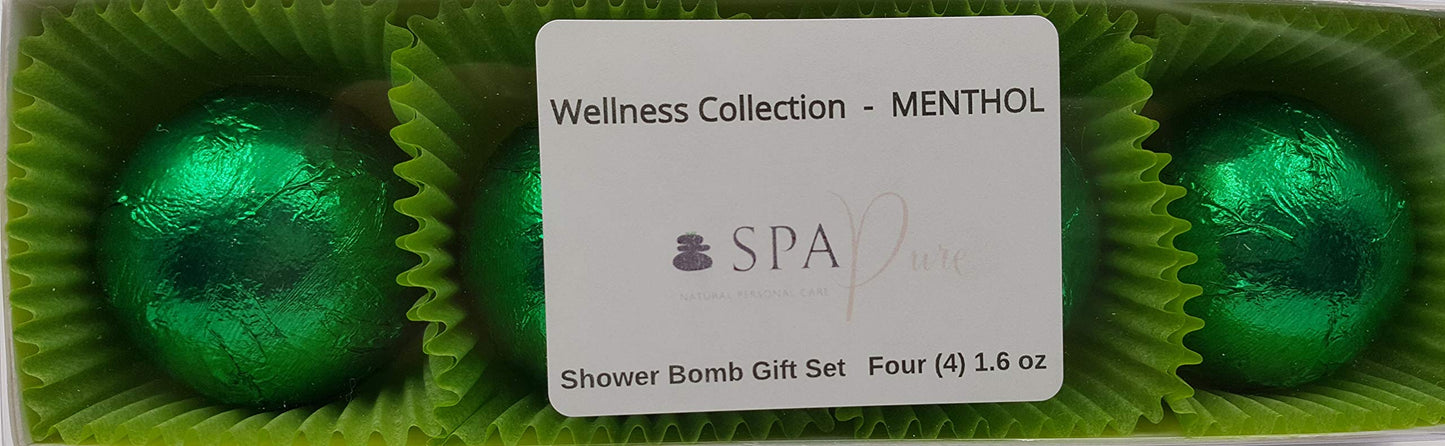 Wellness Collection - MENTHOL
SPA Pure
NATURAL PERSONAL CARE
Shower Bomb Gift Set Four (4) 1.6 oz